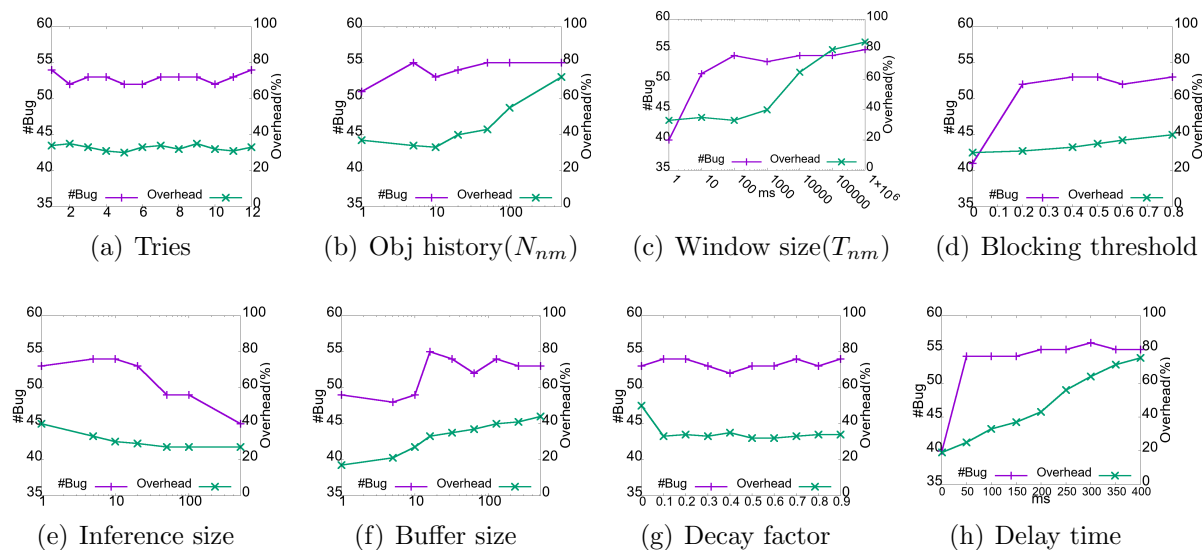 60 100
55 80
50 60
#Bug Overhead(%)
45 40
40 20
#Bug Overhead
35 0
2 4 6 8 10 12
(a) Tries
60 100
55 80
50 60
#Bug Overhead(%)
45 40
40 20
#Bug Overhead
35 0
1 10 100
(b) Obj history(Nnm)
60 100
55 80
50 60
#Bug Overhead(%)
45 40
40 20
#Bug Overhead
35 0
1 10 100 1000 10000 100000 1×10⁶
ms
(c) Window size(Tnm)
60 100
55 80
50 60
#Bug Overhead(%)
45 40
40 20
#Bug Overhead
35 0
0 0.1 0.2 0.3 0.4 0.5 0.6 0.7 0.8
(d) Blocking threshold
60 100
55 80
50 60
#Bug Overhead(%)
45 40
40 20
#Bug Overhead
35 0
1 10 100
(e) Inference size
60 100
55 80
50 60
#Bug Overhead(%)
45 40
40 20
#Bug Overhead
35 0
1 10 100
(f) Buffer size
60 100
55 80
50 60
#Bug Overhead(%)
45 40
40 20
#Bug Overhead
35 0
0 0.1 0.2 0.3 0.4 0.5 0.6 0.7 0.8 0.9
(g) Decay factor
60 100
55 80
50 60
#Bug Overhead(%)
45 40
40 20
#Bug Overhead
35 0
0 50 100 150 200 250 300 350 400
ms
(h) Delay time